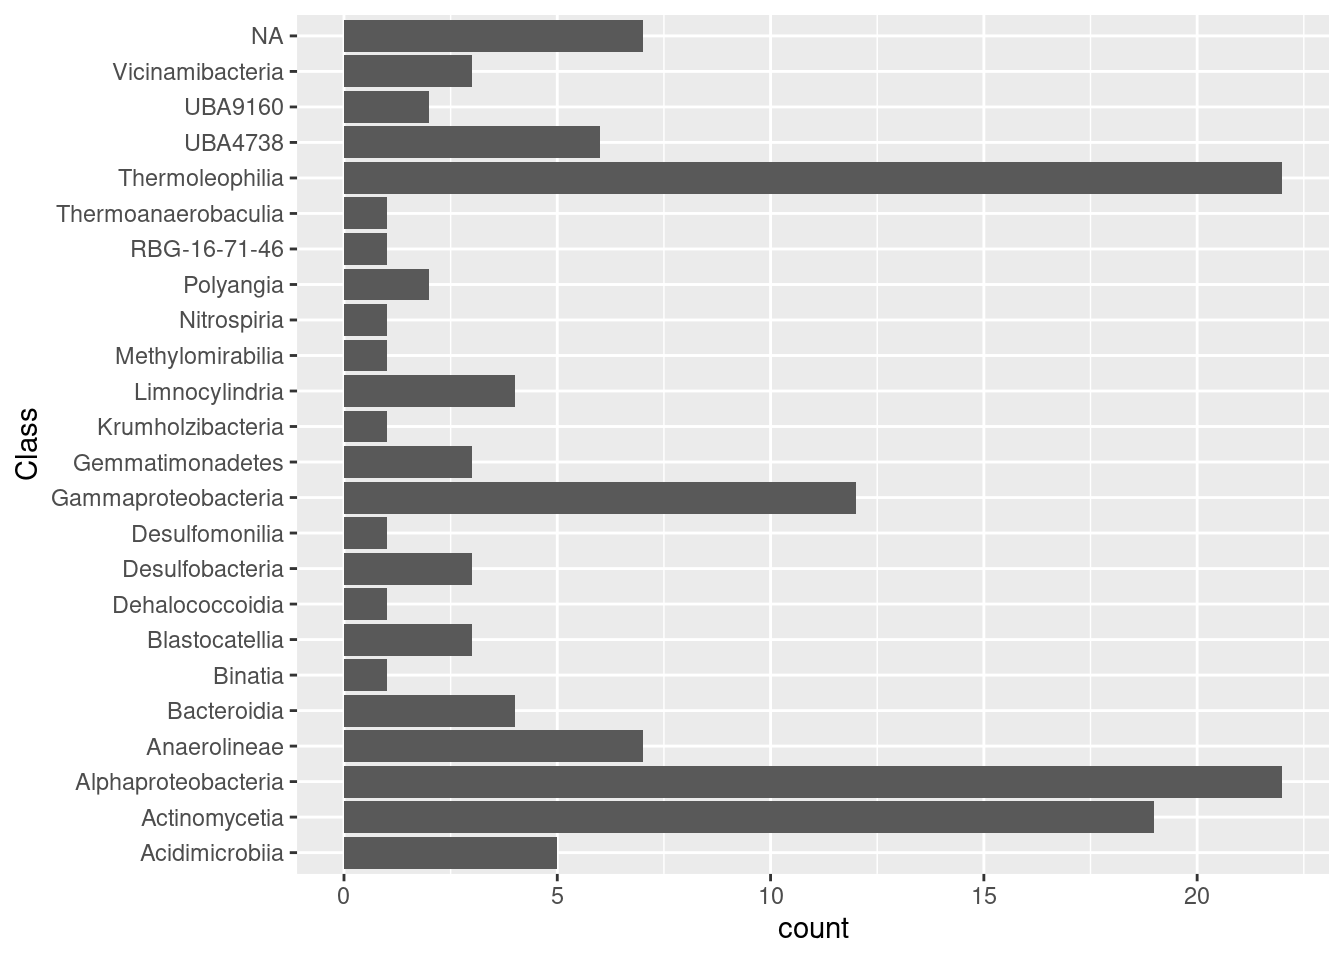 NA
Vicinamibacteria
UBA9160
UBA4738
Thermoleophilia
Thermoanaerobaculia
RBG-16-71-46
Polyangia
Nitrospiria
Methylomirabilia
Limnocylindria
Krumholzibacteria
Gemmatimonadetes
Gammaproteobacteria
Desulfomonilia
Desulfobacteria
Dehalococcoidia
Blastocatellia
Binatia
Bacteroidia
Anaerolineae
Alphaproteobacteria
Actinomycetia
Acidimicrobiia
Class
0 5 10 15 20
count